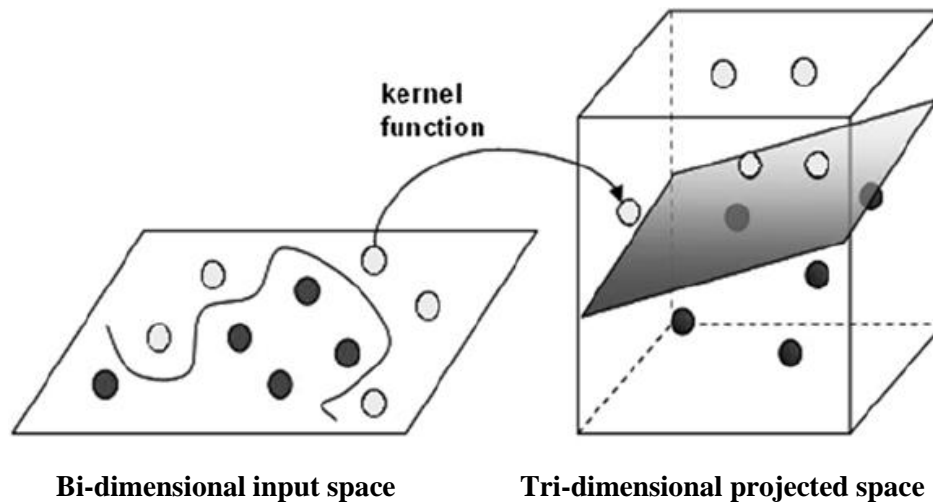 kernel
function
Bi-dimensional input space
Tri-dimensional projected space